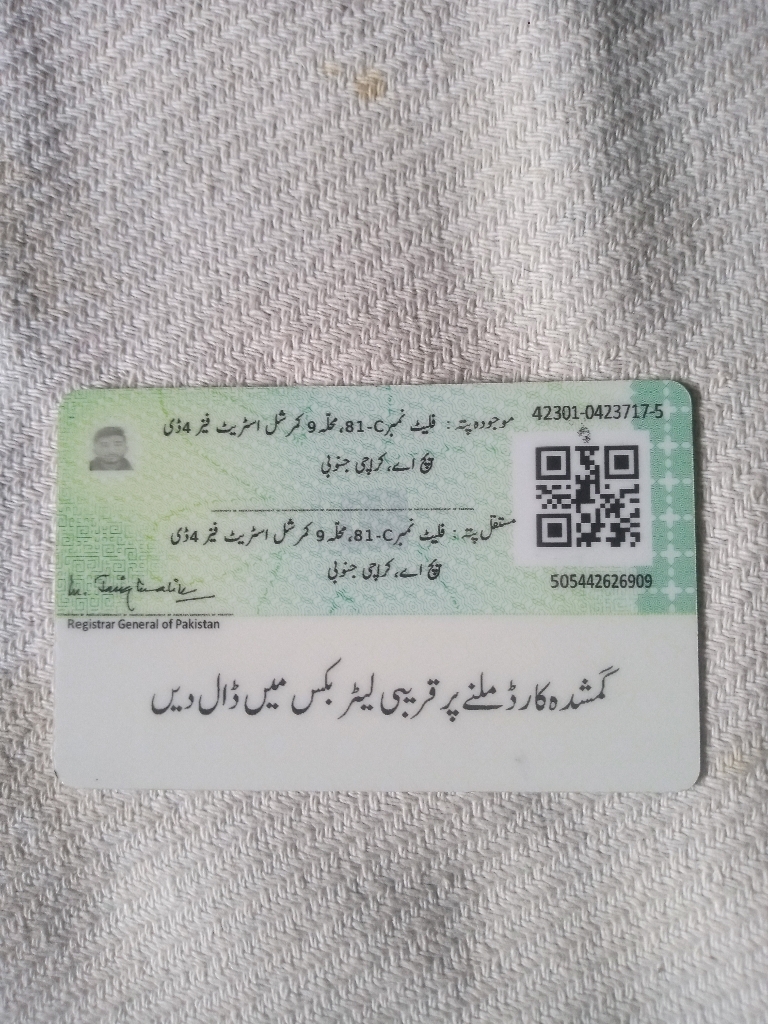 42301-0423717-5
موجودہ پتہ: فلیٹ نمبر 81-C، محلّہ 9 کمرشل اسٹریٹ فیز 4 ڈی
ایچ اے، کراچی جنوبی
مستقل پتہ: فلیٹ نمبر 81-C، محلّہ 9 کمرشل اسٹریٹ فیز 4 ڈی
ایچ اے، کراچی جنوبی
505442626909
Registrar General of Pakistan
گمشدہ کارڈ ملنے پر قریبی لیٹر بکس میں ڈال دیں